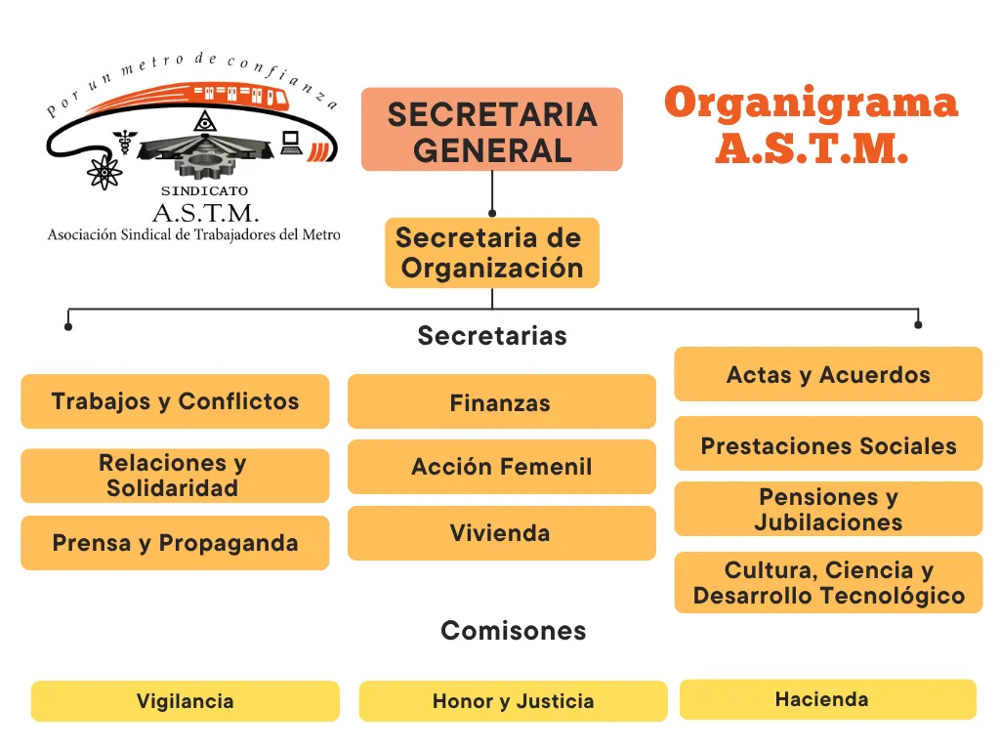 Por un metro de confianza
SINDICATO
A.S.T.M.
Asociación Sindical de Trabajadores del Metro
SECRETARIA
GENERAL
Organigrama
A.S.T.M.
Secretaria de
Organización
Secretarias
Trabajos y Conflictos
Relaciones y
Solidaridad
Prensa y Propaganda
Finanzas
Acción Femenil
Vivienda
Actas y Acuerdos
Prestaciones Sociales
Pensiones y
Jubilaciones
Cultura, Ciencia y
Desarrollo Tecnológico
Comisones
Vigilancia
Honor y Justicia
Hacienda